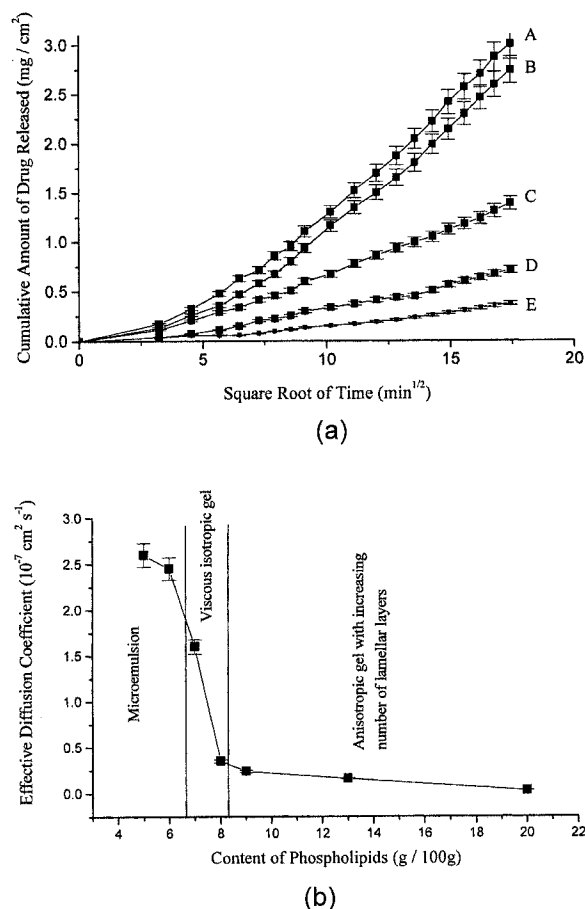 Cumulative Amount of Drug Released (mg / cm²)
3.0
2.5
2.0
1.5
1.0
0.5
0.0
A
B
C
D
E
0
5
10
15
20
Square Root of Time (min^1/2)
(a)
Effective Diffusion Coefficient (10⁻⁷ cm² s⁻¹)
3.0
2.5
2.0
1.5
1.0
0.5
0.0
Microemulsion
Viscous isotropic gel
Anisotropic gel with increasing
number of lamellar layers
4
6
8
10
12
14
16
18
20
22
Content of Phospholipids (g / 100g)
(b)